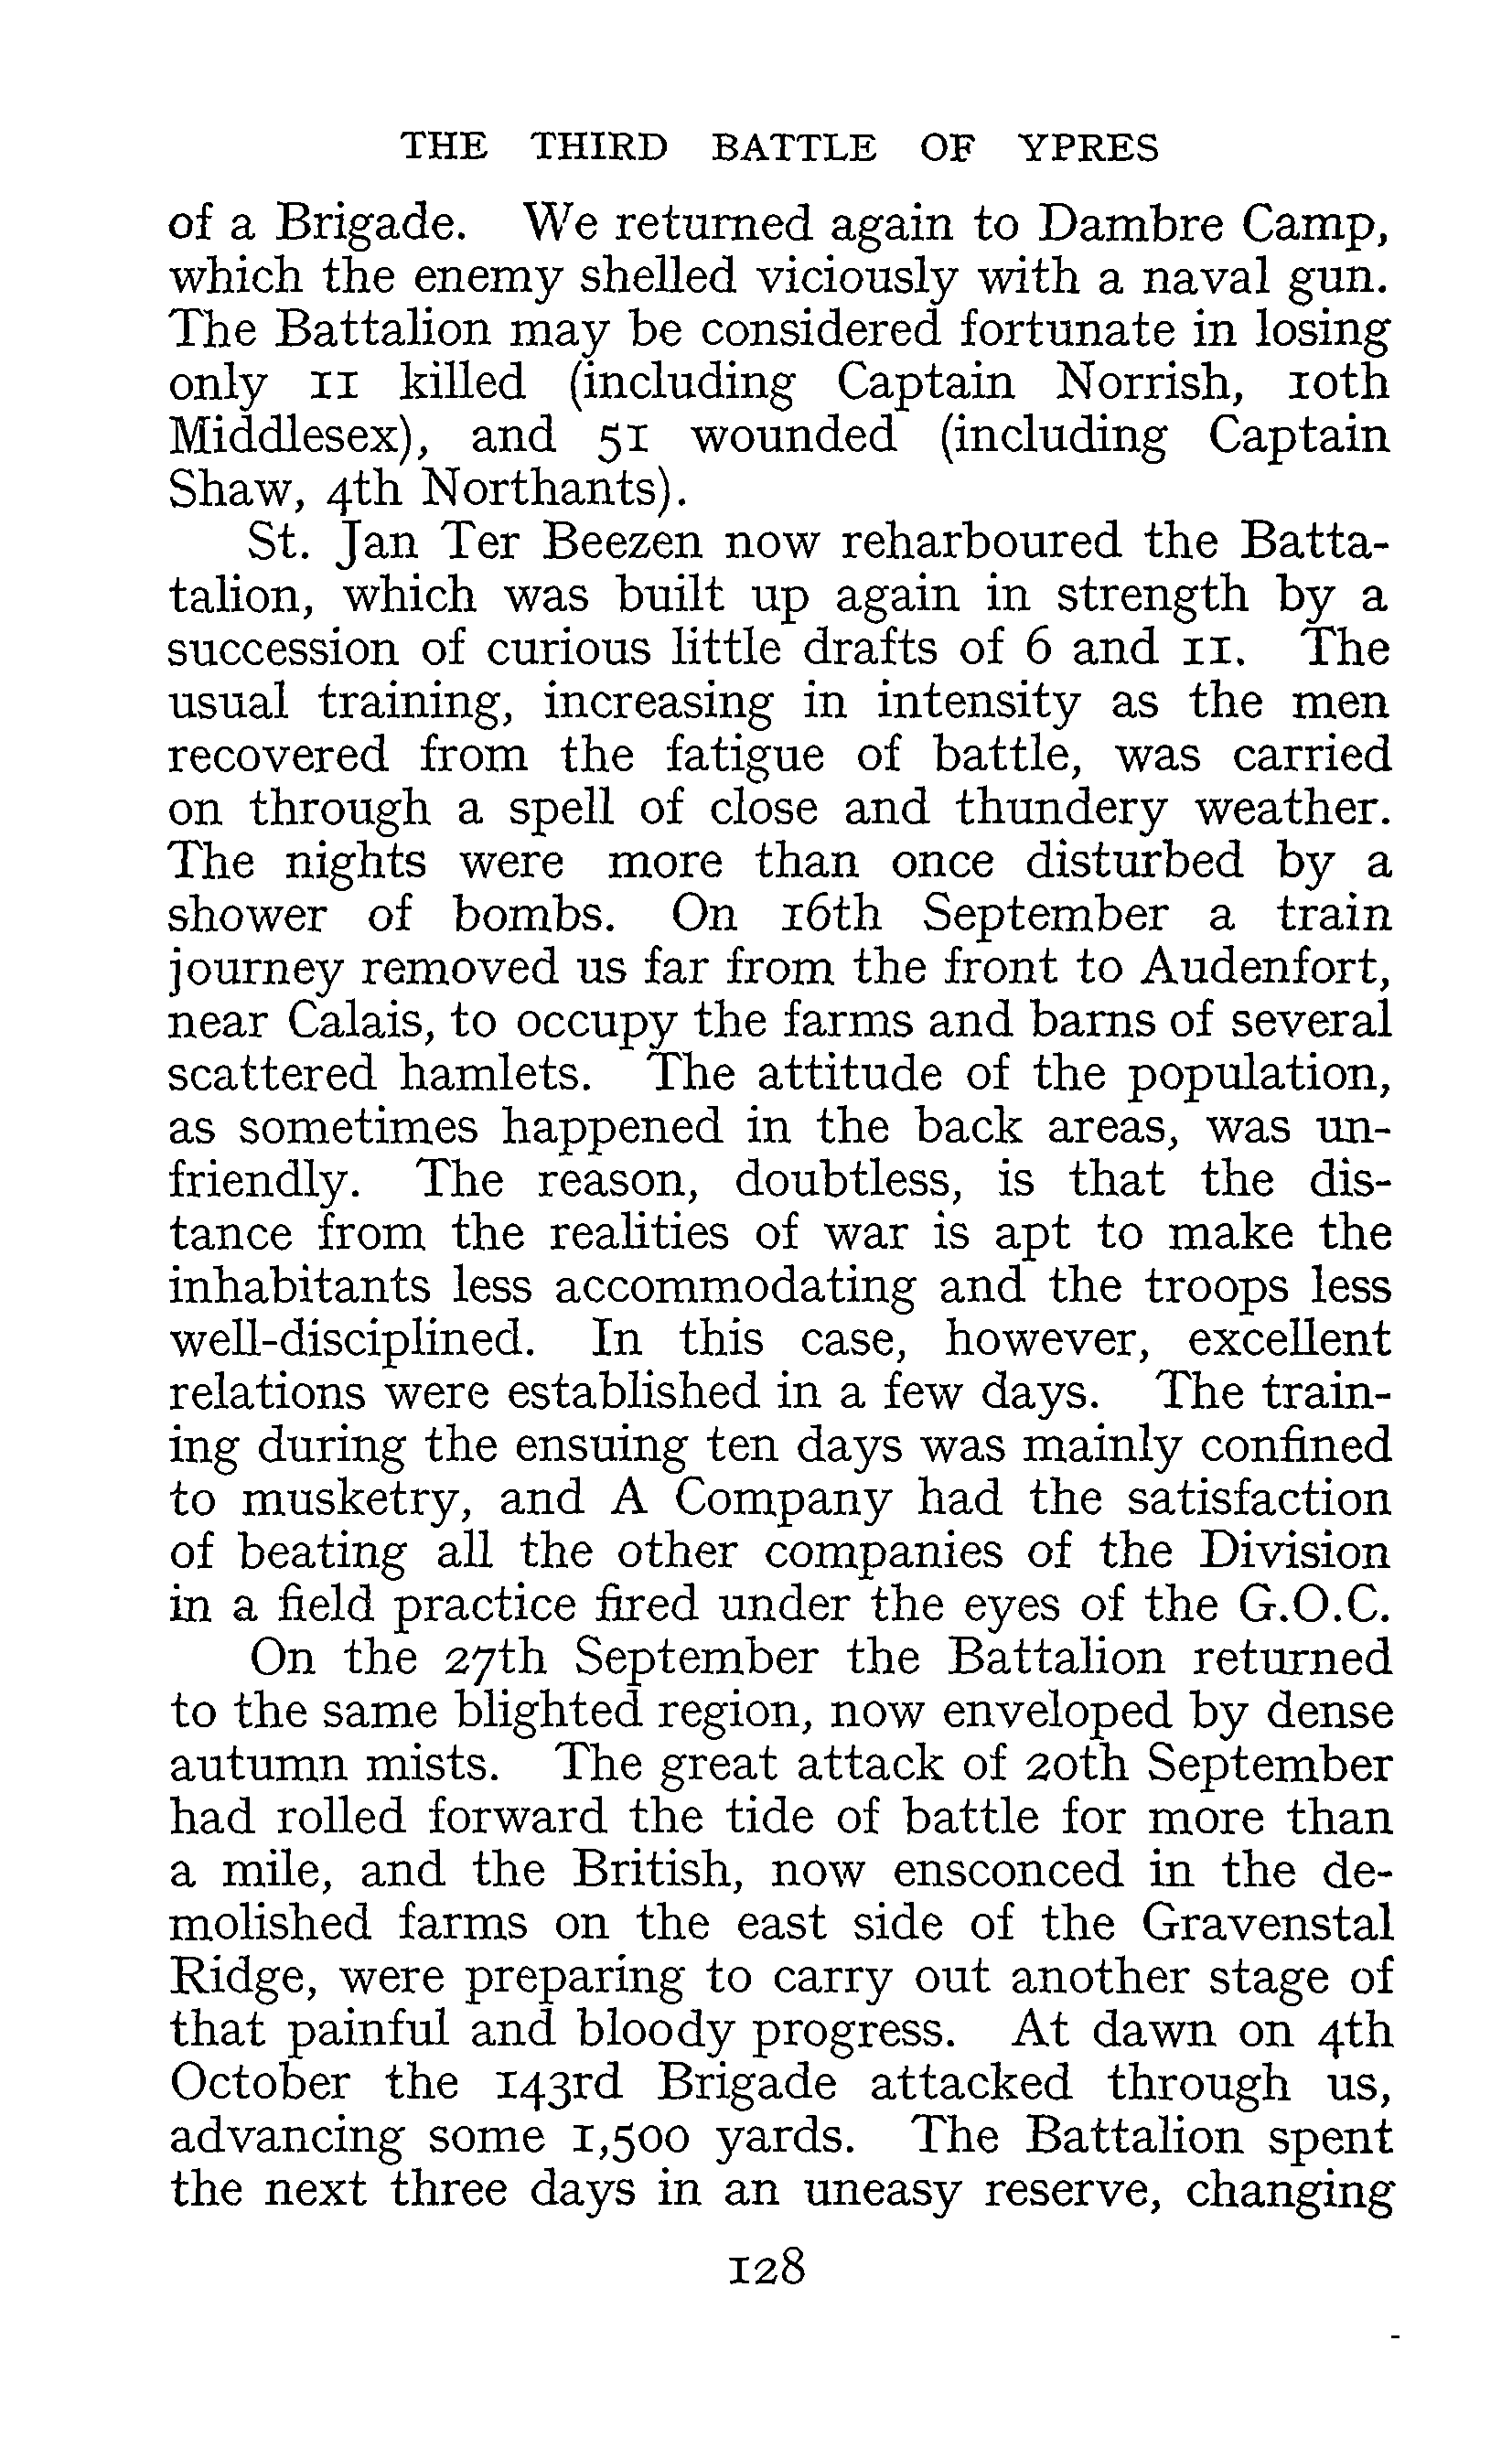 THE THIRD BATTLE OF YPRES
of a Brigade. We returned again to Dambre Camp,
which the enemy shelled viciously with a naval gun.
The Battalion may be considered fortunate in losing
only 11 killed (including Captain Norrish, 10th
Middlesex), and 51 wounded (including Captain
Shaw, 4th Northants).
St. Jan Ter Beezen now reharboured the Batta-
talion, which was built up again in strength by a
succession of curious little drafts of 6 and 11. The
usual training, increasing in intensity as the men
recovered from the fatigue of battle, was carried
on through a spell of close and thundery weather.
The nights were more than once disturbed by a
shower of bombs. On 16th September a train
journey removed us far from the front to Audenfort,
near Calais, to occupy the farms and barns of several
scattered hamlets. The attitude of the population,
as sometimes happened in the back areas, was un-
friendly. The reason, doubtless, is that the dis-
tance from the realities of war is apt to make the
inhabitants less accommodating and the troops less
well-disciplined. In this case, however, excellent
relations were established in a few days. The train-
ing during the ensuing ten days was mainly confined
to musketry, and A Company had the satisfaction
of beating all the other companies of the Division
in a field practice fired under the eyes of the G.O.C.
On the 27th September the Battalion returned
to the same blighted region, now enveloped by dense
autumn mists. The great attack of 20th September
had rolled forward the tide of battle for more than
a mile, and the British, now ensconced in the de-
molished farms on the east side of the Gravenstal
Ridge, were preparing to carry out another stage of
that painful and bloody progress. At dawn on 4th
October the 143rd Brigade attacked through us,
advancing some 1,500 yards. The Battalion spent
the next three days in an uneasy reserve, changing
128